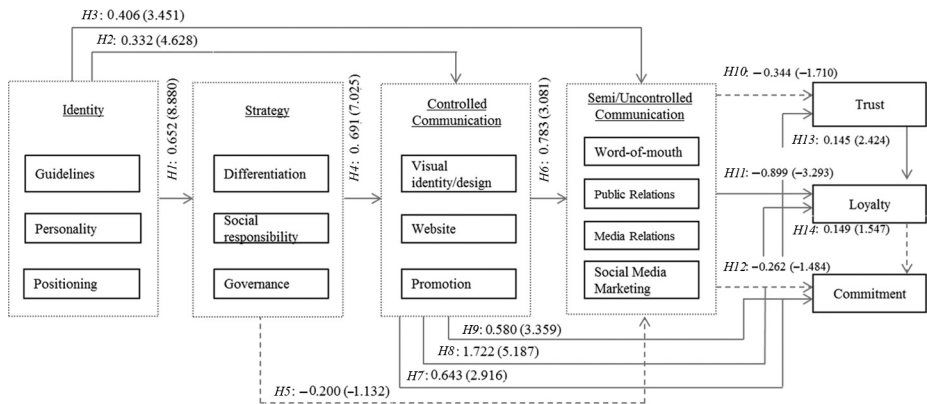 H3: 0.406 (3.451)
H2: 0.332 (4.628)
Identity
Guidelines
Personality
Positioning
H1: 0.652 (8.880)
Strategy
Differentiation
Social
responsibility
Governance
H4: 0. 691 (7.025)
Controlled
Communication
Visual
identity/design
Website
Promotion
H6: 0.783 (3.081)
Semi/Uncontrolled
Communication
Word-of-mouth
Public Relations
Media Relations
Social Media
Marketing
H10: −0.344 (−1.710)
Trust
H13: 0.145 (2.424)
H11: −0.899 (−3.293)
Loyalty
H14: 0.149 (1.547)
H12: −0.262 (−1.484)
Commitment
H9: 0.580 (3.359)
H8: 1.722 (5.187)
H7: 0.643 (2.916)
H5: −0.200 (−1.132)